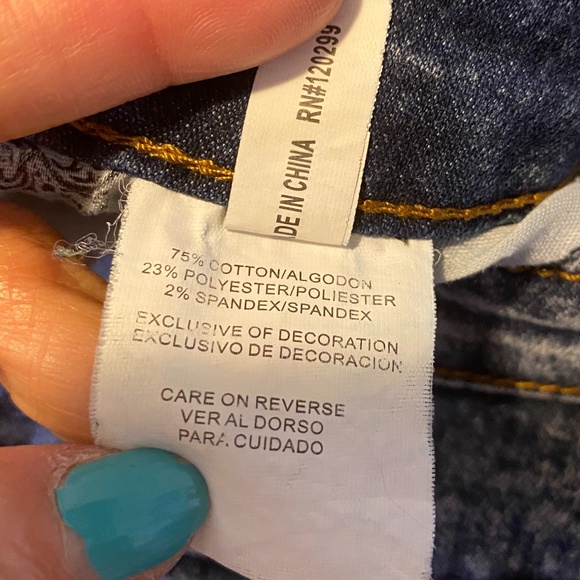 DE IN CHINA RN#120299
75% COTTON/ALGODON
23% POLYESTER/POLIESTER
2% SPANDEX/SPANDEX
EXCLUSIVE OF DECORATION
EXCLUSIVO DE DECORACIÓN
CARE ON REVERSE
VER AL DORSO
PARA CUIDADO